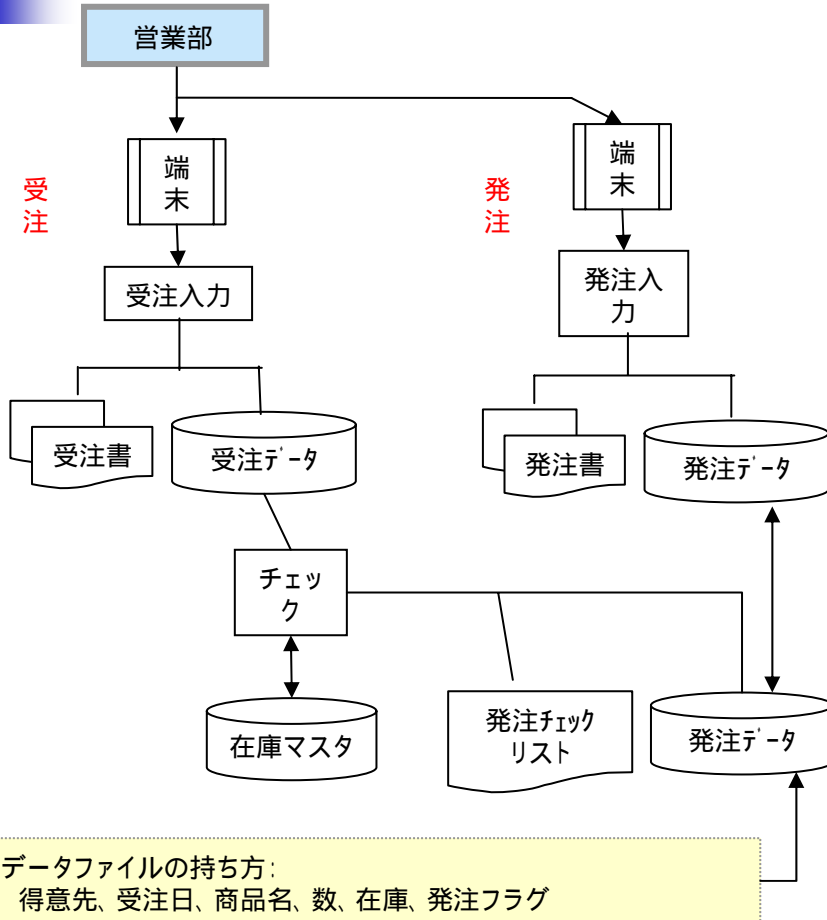 営業部
端
末
端
末
受
注
発
注
受注入力
発注入
力
受注書
受注ﾃﾞｰﾀ
発注書
発注ﾃﾞｰﾀ
チェッ
ク
在庫マスタ
発注ﾁｪｯｸ
リスト
発注ﾃﾞｰﾀ
データファイルの持ち方:
得意先、受注日、商品名、数、在庫、発注フラグ